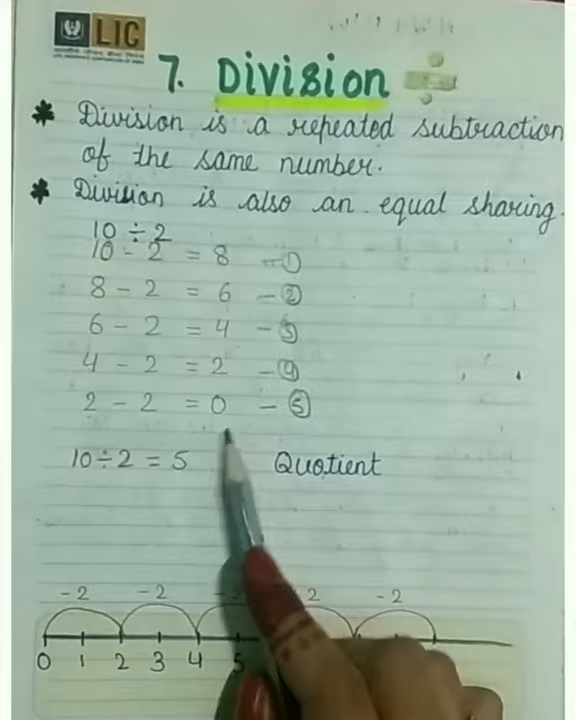 LIC
7. Division ÷
* Division is a repeated subtraction
of the same number.
* Division is also an equal sharing.
10 ÷ 2
10 - 2 = 8 - ①
8 - 2 = 6 - ②
6 - 2 = 4 - ③
4 - 2 = 2 - ④
2 - 2 = 0 - ⑤
10 ÷ 2 = 5 Quotient
-2 -2 2 -2
0 1 2 3 4 5